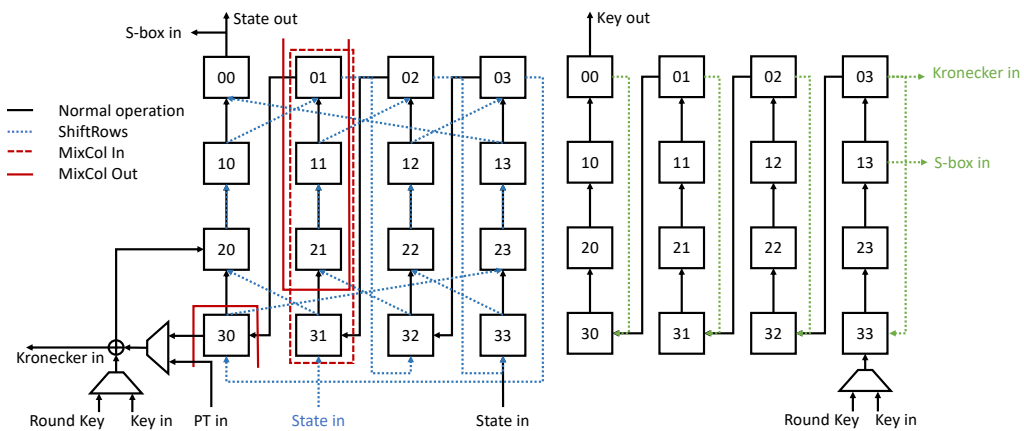 State out
Key out
S-box in
00 01 02 03
00 01 02 03
Kronecker in
Normal operation
ShiftRows
MixCol In
MixCol Out
10 11 12 13
10 11 12 13
S-box in
20 21 22 23
20 21 22 23
30 31 32 33
30 31 32 33
Kronecker in
Round Key Key in PT in State in State in
Round Key Key in